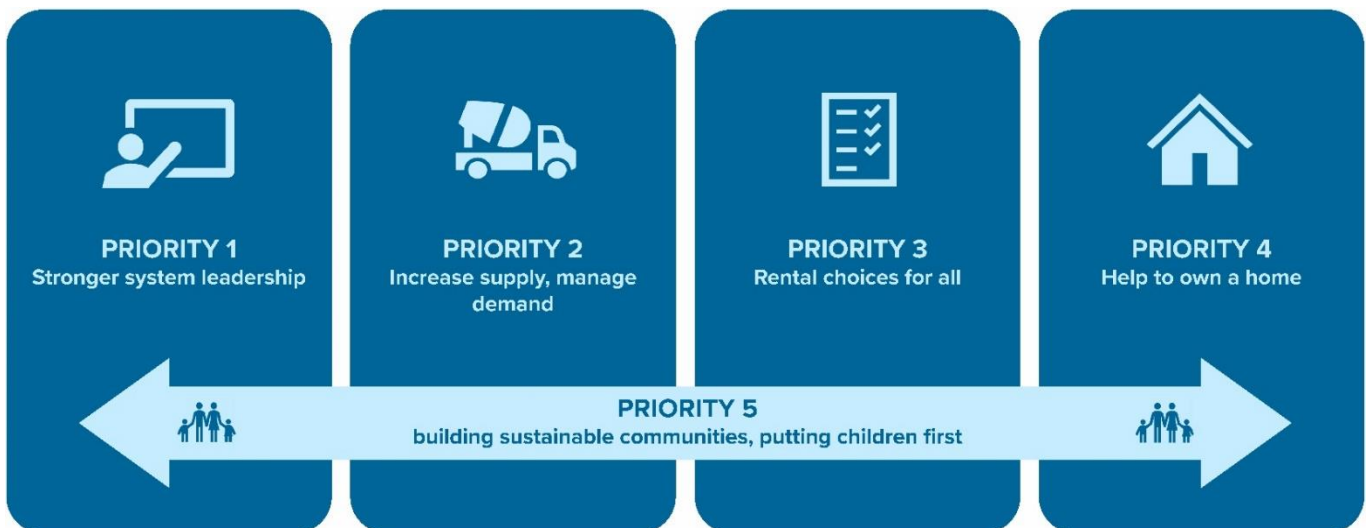 PRIORITY 1
Stronger system leadership
PRIORITY 2
Increase supply, manage
demand
PRIORITY 3
Rental choices for all
PRIORITY 4
Help to own a home
PRIORITY 5
building sustainable communities, putting children first